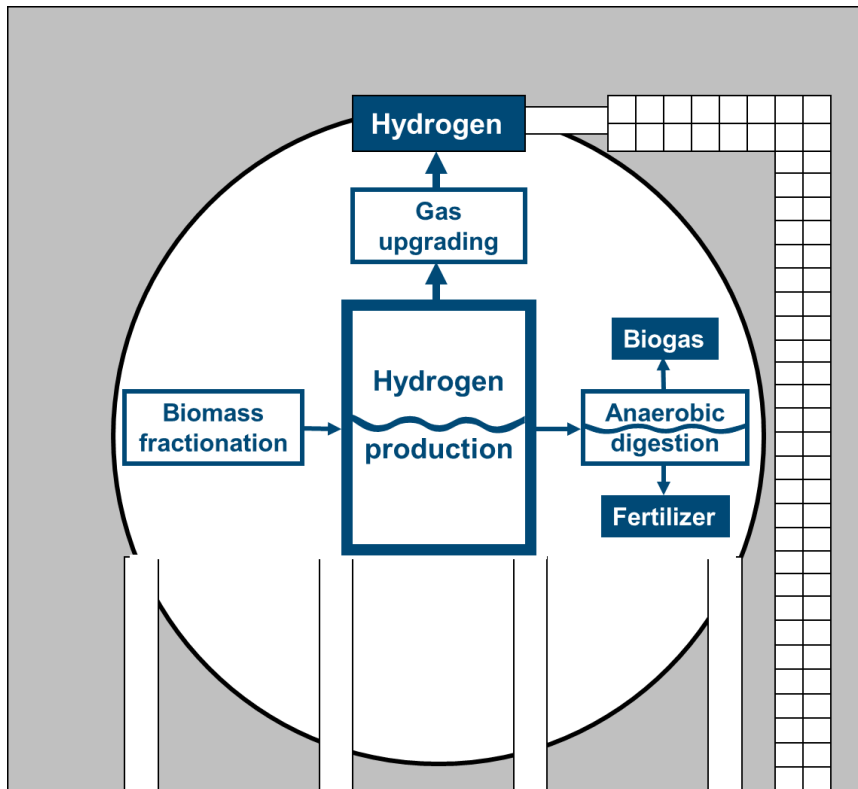 Hydrogen
Gas
upgrading
Hydrogen
production
Biomass
fractionation
Biogas
Anaerobic
digestion
Fertilizer